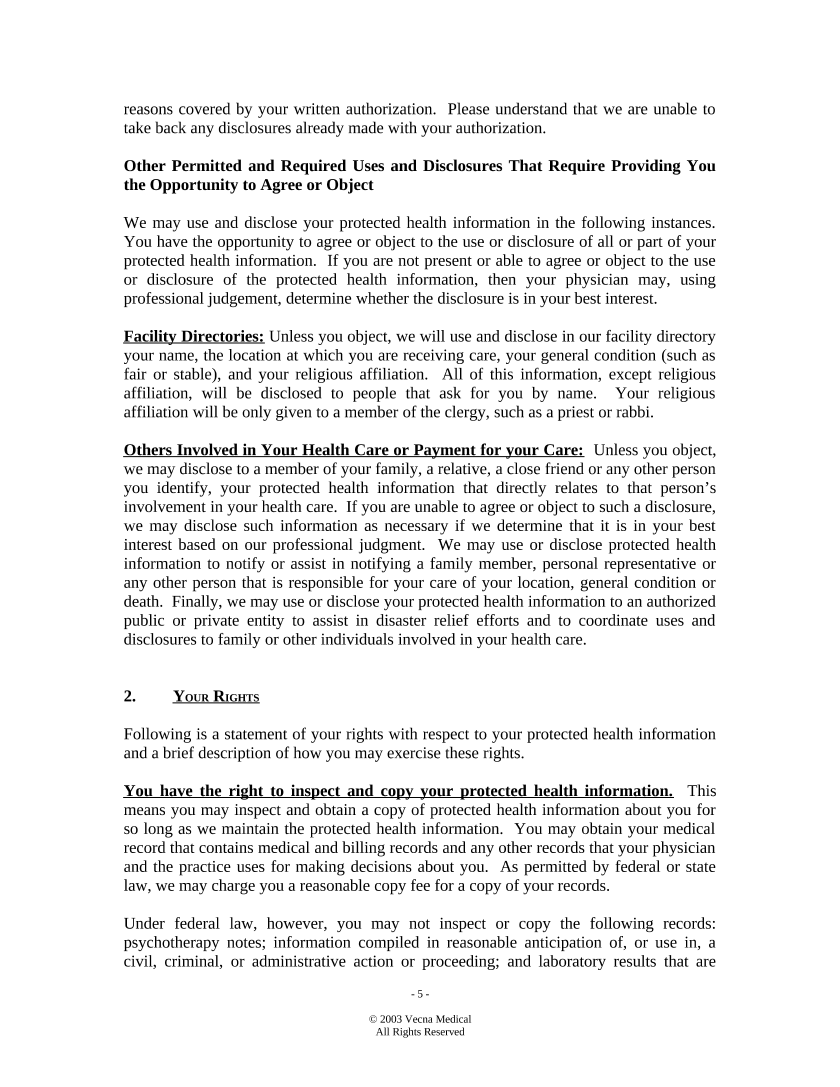 reasons covered by your written authorization. Please understand that we are unable to
take back any disclosures already made with your authorization.
Other Permitted and Required Uses and Disclosures That Require Providing You
the Opportunity to Agree or Object
We may use and disclose your protected health information in the following instances.
You have the opportunity to agree or object to the use or disclosure of all or part of your
protected health information. If you are not present or able to agree or object to the use
or disclosure of the protected health information, then your physician may, using
professional judgement, determine whether the disclosure is in your best interest.
Facility Directories: Unless you object, we will use and disclose in our facility directory
your name, the location at which you are receiving care, your general condition (such as
fair or stable), and your religious affiliation. All of this information, except religious
affiliation, will be disclosed to people that ask for you by name. Your religious
affiliation will be only given to a member of the clergy, such as a priest or rabbi.
Others Involved in Your Health Care or Payment for your Care: Unless you object,
we may disclose to a member of your family, a relative, a close friend or any other person
you identify, your protected health information that directly relates to that person’s
involvement in your health care. If you are unable to agree or object to such a disclosure,
we may disclose such information as necessary if we determine that it is in your best
interest based on our professional judgment. We may use or disclose protected health
information to notify or assist in notifying a family member, personal representative or
any other person that is responsible for your care of your location, general condition or
death. Finally, we may use or disclose your protected health information to an authorized
public or private entity to assist in disaster relief efforts and to coordinate uses and
disclosures to family or other individuals involved in your health care.
2. YOUR RIGHTS
Following is a statement of your rights with respect to your protected health information
and a brief description of how you may exercise these rights.
You have the right to inspect and copy your protected health information. This
means you may inspect and obtain a copy of protected health information about you for
so long as we maintain the protected health information. You may obtain your medical
record that contains medical and billing records and any other records that your physician
and the practice uses for making decisions about you. As permitted by federal or state
law, we may charge you a reasonable copy fee for a copy of your records.
Under federal law, however, you may not inspect or copy the following records:
psychotherapy notes; information compiled in reasonable anticipation of, or use in, a
civil, criminal, or administrative action or proceeding; and laboratory results that are
- 5 -
© 2003 Vecna Medical
All Rights Reserved